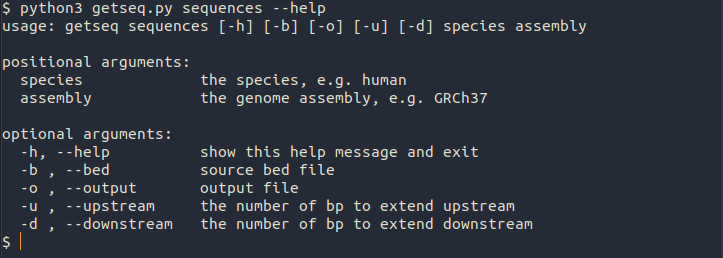 $ python3 getseq.py sequences --help
usage: getseq sequences [-h] [-b] [-o] [-u] [-d] species assembly
positional arguments:
  species             the species, e.g. human
  assembly            the genome assembly, e.g. GRCh37
optional arguments:
  -h, --help          show this help message and exit
  -b , --bed          source bed file
  -o , --output       output file
  -u , --upstream     the number of bp to extend upstream
  -d , --downstream   the number of bp to extend downstream
$